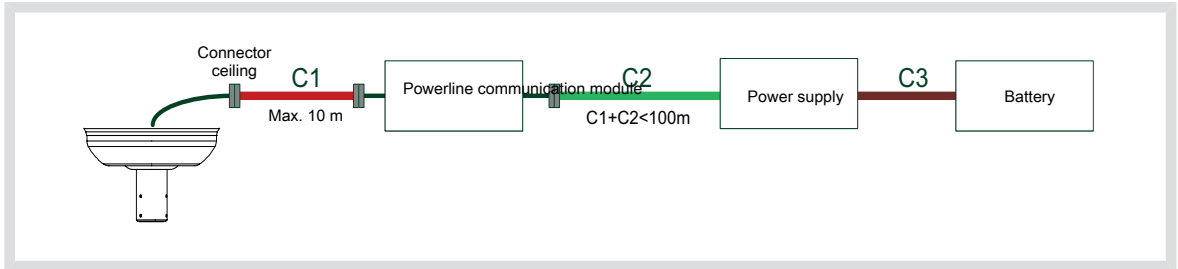 Connector
ceiling
C1
Max. 10 m
Powerline communication module
C2
C1+C2<100m
Power supply
C3
Battery